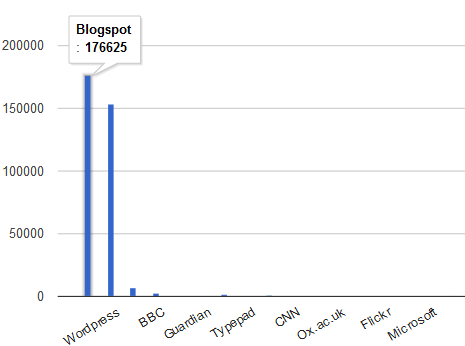 Blogspot
: 176625
200000
150000
100000
50000
0
Wordpress
BBC
Guardian
Typepad
CNN
Ox.ac.uk
Flickr
Microsoft